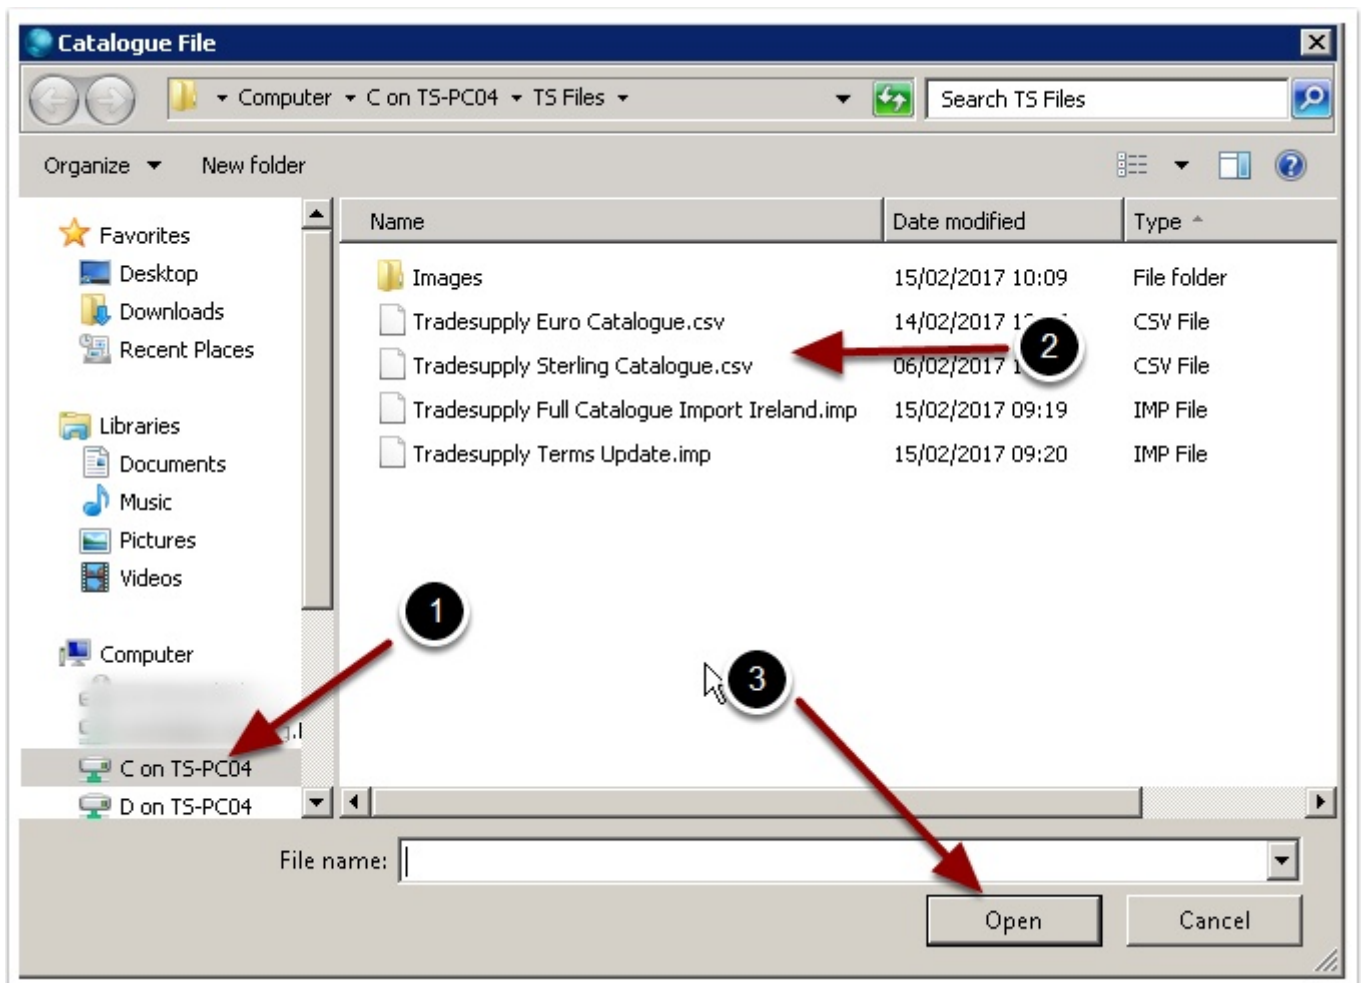 Catalogue File
Computer C on TS-PC04 TS Files Search TS Files
Organize New folder
Name Date modified Type
Favorites
Desktop
Downloads
Recent Places
Libraries
Documents
Music
Pictures
Videos
Computer
C on TS-PC04
D on TS-PC04
Images 15/02/2017 10:09 File folder
Tradesupply Euro Catalogue.csv 14/02/2017 CSV File
Tradesupply Sterling Catalogue.csv 06/02/2017 CSV File
Tradesupply Full Catalogue Import Ireland.imp 15/02/2017 09:19 IMP File
Tradesupply Terms Update.imp 15/02/2017 09:20 IMP File
1
2
3
File name:
Open Cancel